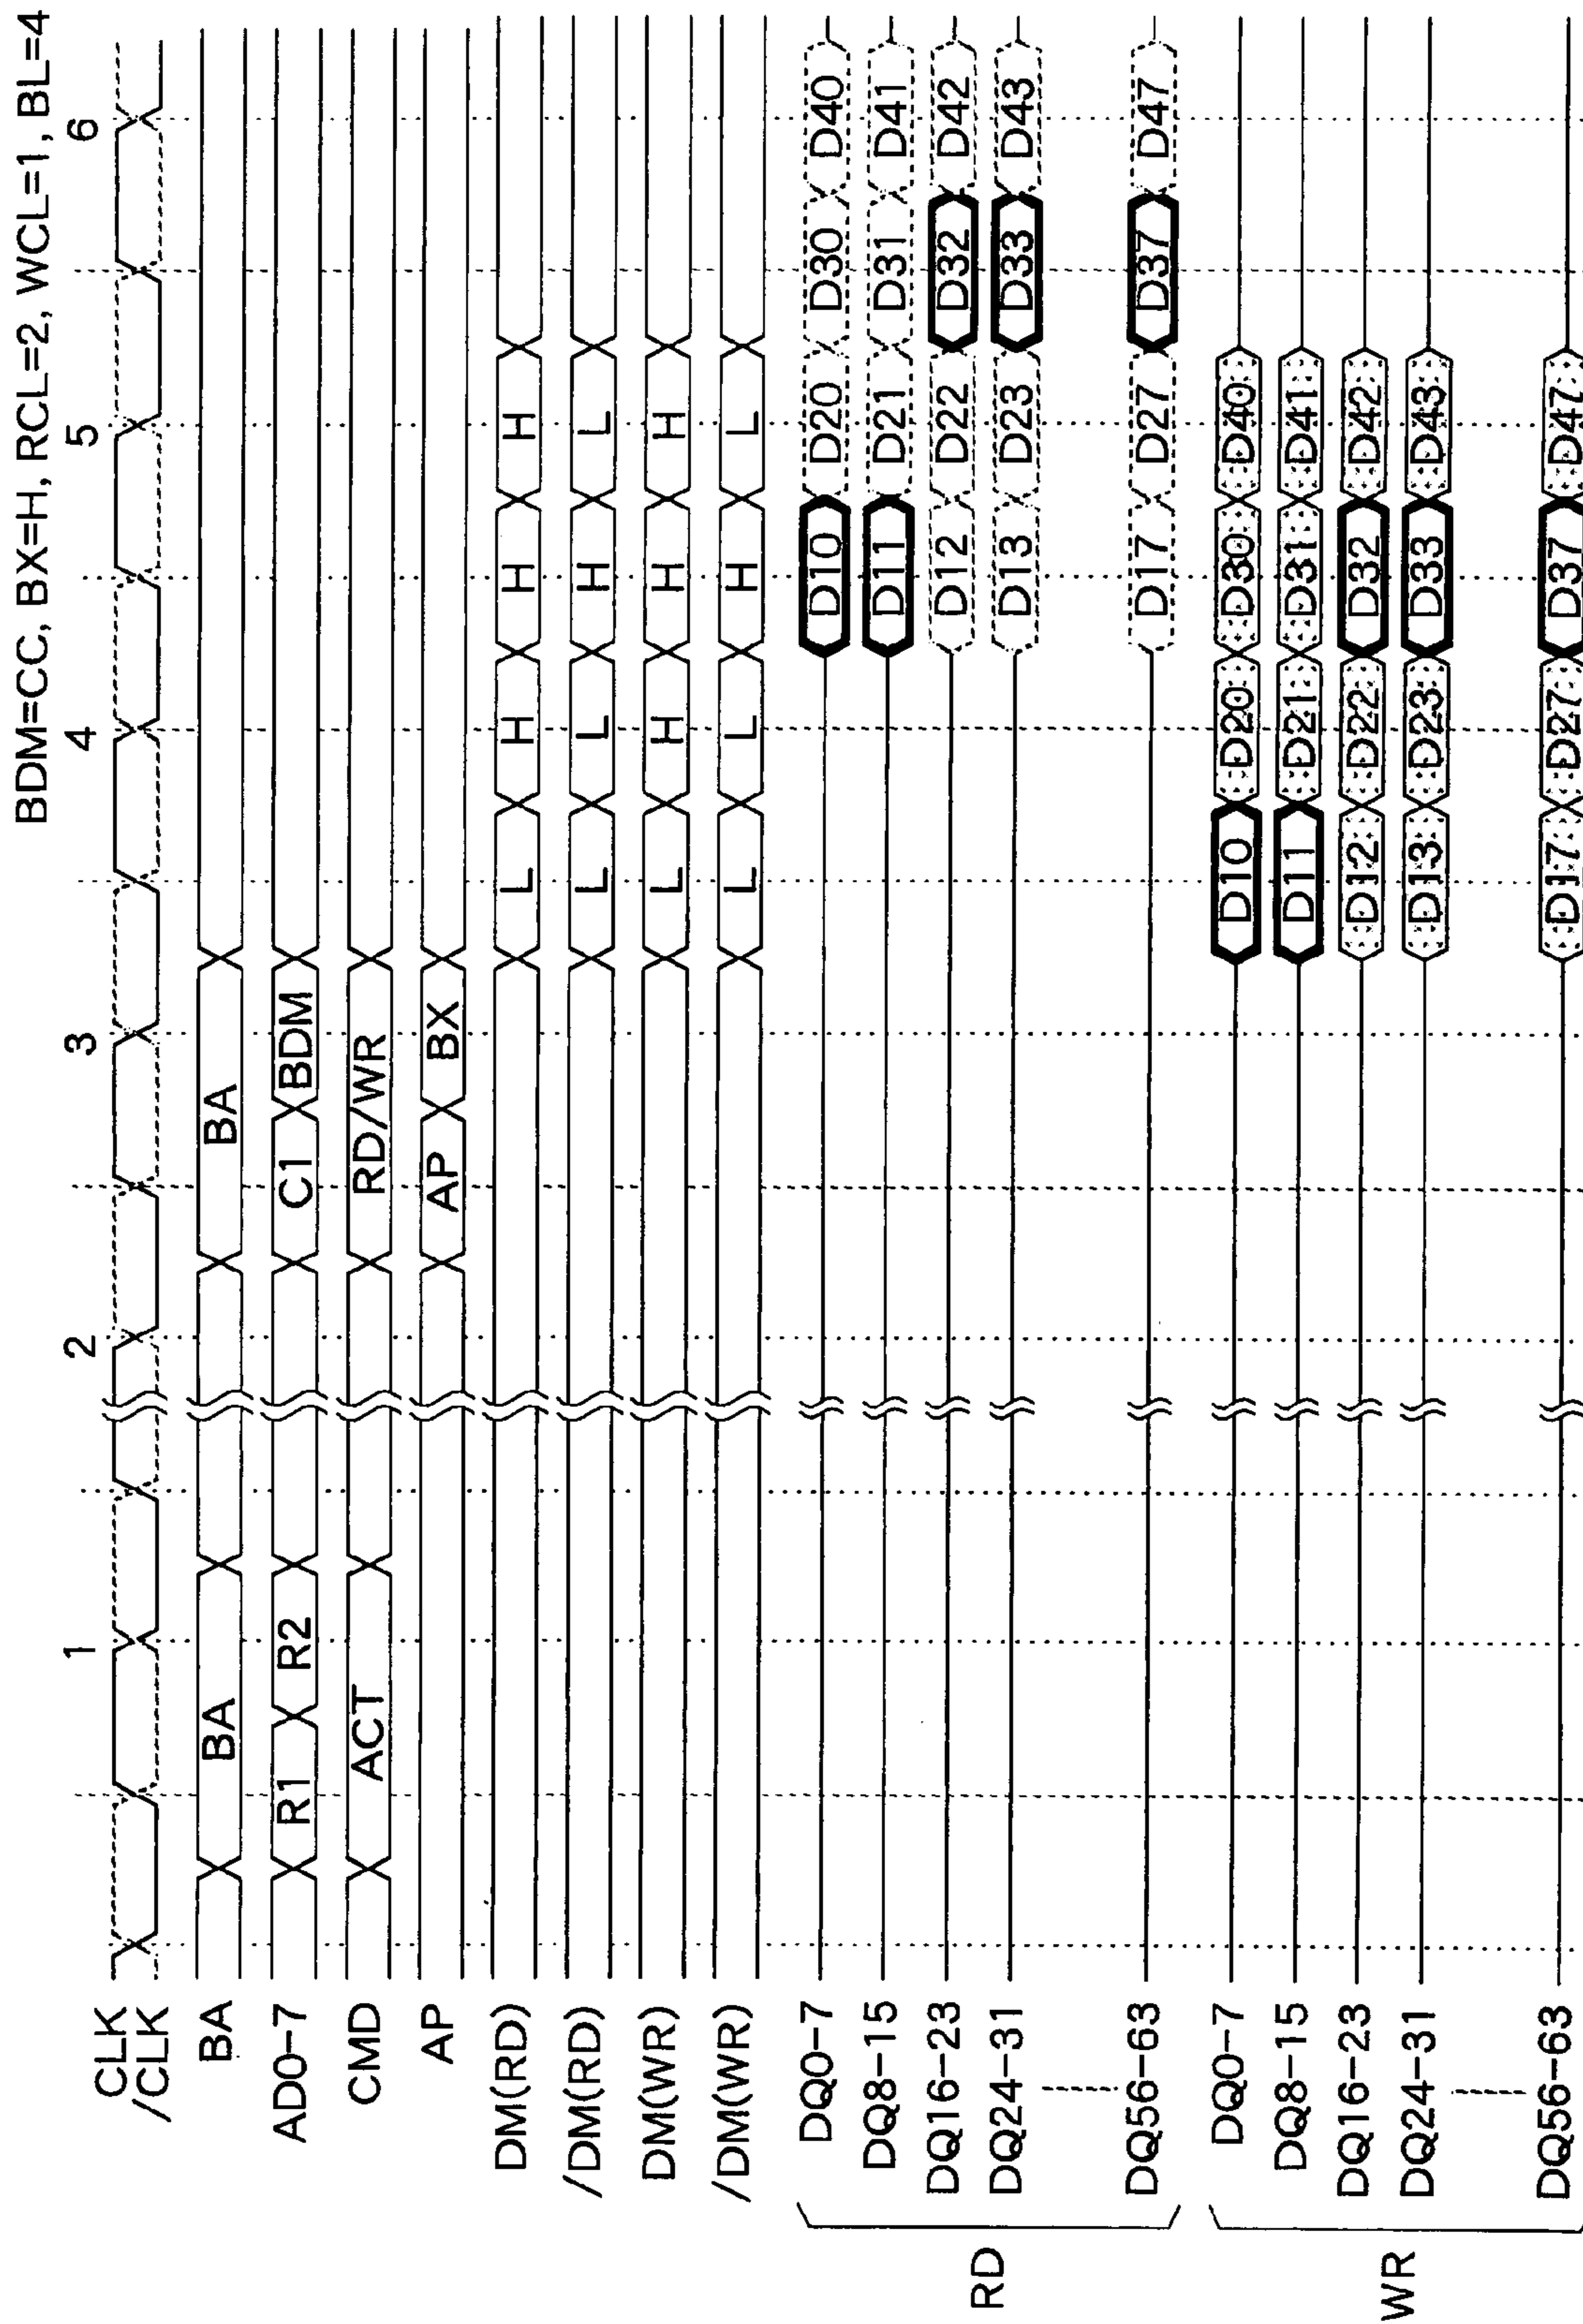 BDM=CC, BX=H, RCL=2, WCL=1, BL=4
1 2 3 4 5 6
CLK
/CLK
BA BA BA
AD0-7 R1 R2 C1 BDM
CMD ACT RD/WR
AP AP BX
DM(RD) L H H H
/DM(RD) L L H L
DM(WR) L H H H
/DM(WR) L L H L
RD
DQ0-7 D10 D20 D30 D40
DQ8-15 D11 D21 D31 D41
DQ16-23 D12 D22 D32 D42
DQ24-31 D13 D23 D33 D43
DQ56-63 D17 D27 D37 D47
WR
DQ0-7 D10 D20 D30 D40
DQ8-15 D11 D21 D31 D41
DQ16-23 D12 D22 D32 D42
DQ24-31 D13 D23 D33 D43
DQ56-63 D17 D27 D37 D47